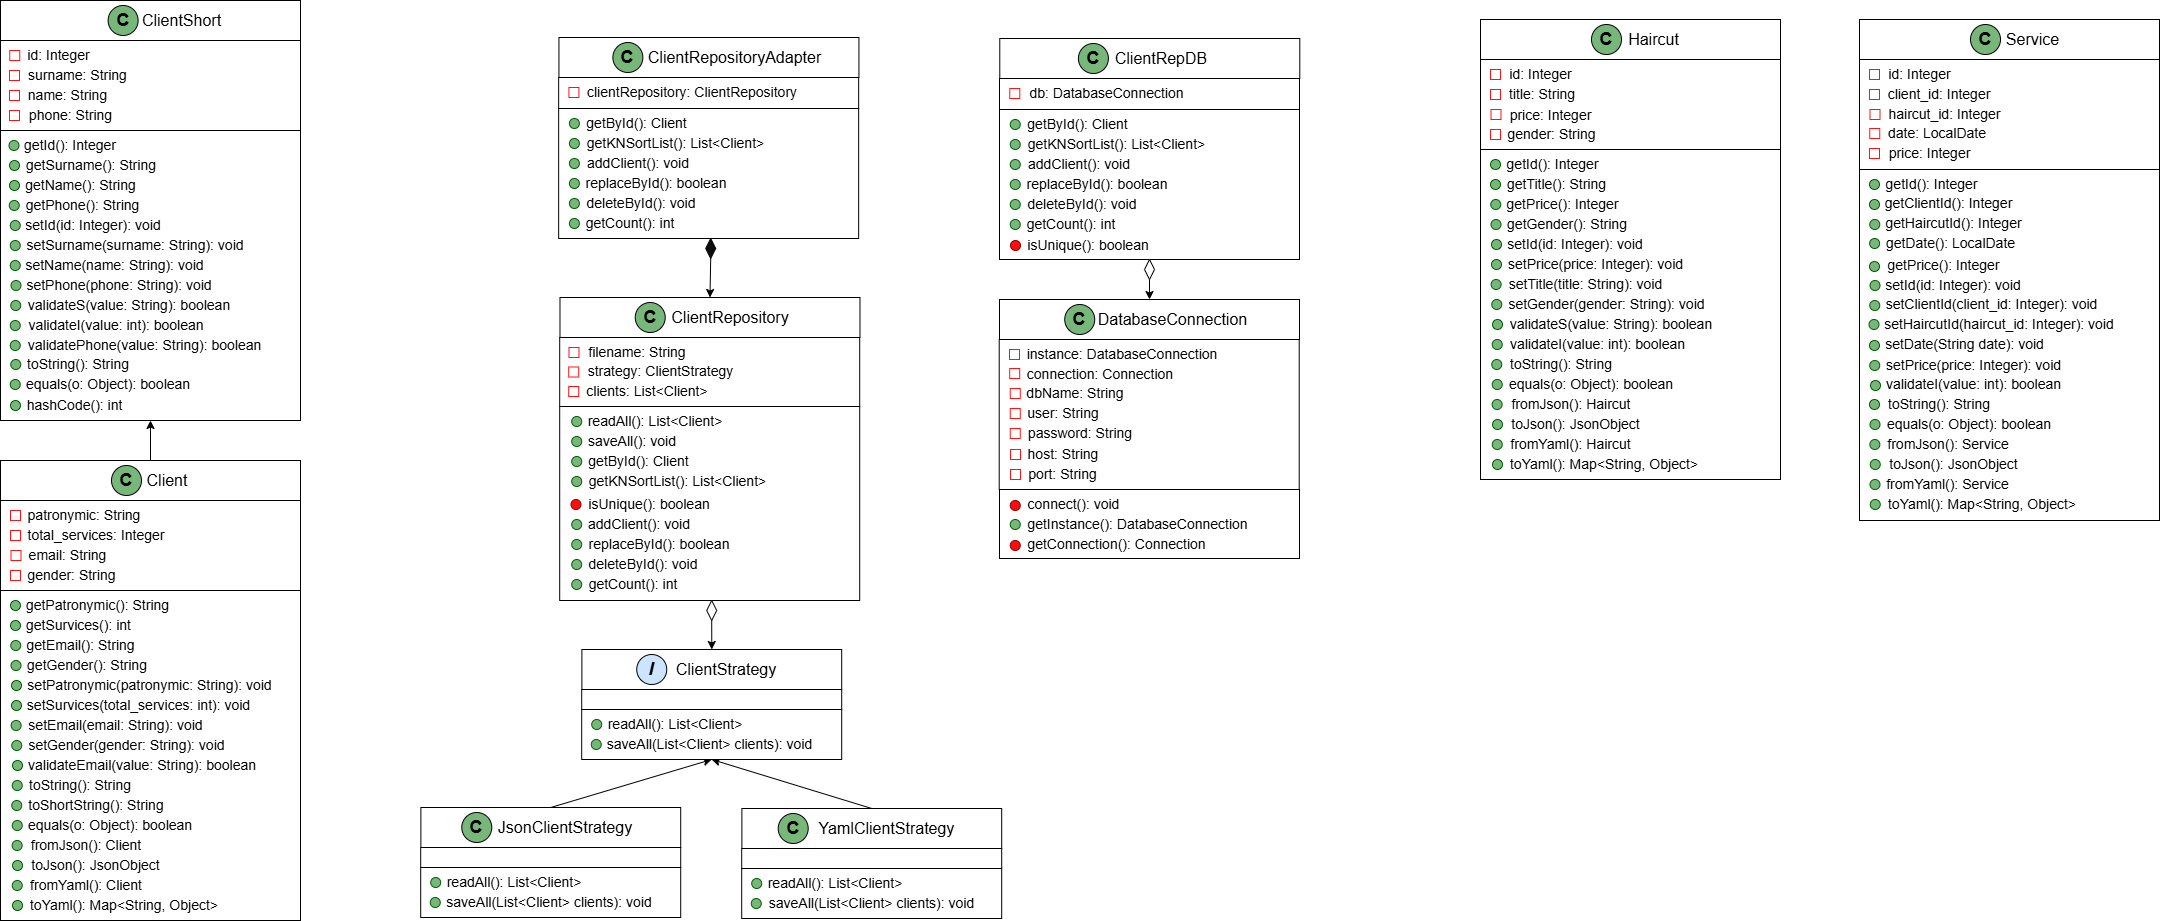 C ClientShort
id: Integer
surname: String
name: String
phone: String
getId(): Integer
getSurname(): String
getName(): String
getPhone(): String
setId(id: Integer): void
setSurname(surname: String): void
setName(name: String): void
setPhone(phone: String): void
validateS(value: String): boolean
validateI(value: int): boolean
validatePhone(value: String): boolean
toString(): String
equals(o: Object): boolean
hashCode(): int
C Client
patronymic: String
total_services: Integer
email: String
gender: String
getPatronymic(): String
getSurvices(): int
getEmail(): String
getGender(): String
setPatronymic(patronymic: String): void
setSurvices(total_services: int): void
setEmail(email: String): void
setGender(gender: String): void
validateEmail(value: String): boolean
toString(): String
toShortString(): String
equals(o: Object): boolean
fromJson(): Client
toJson(): JsonObject
fromYaml(): Client
toYaml(): Map<String, Object>
C ClientRepositoryAdapter
clientRepository: ClientRepository
getById(): Client
getKNSortList(): List<Client>
addClient(): void
replaceById(): boolean
deleteById(): void
getCount(): int
C ClientRepository
filename: String
strategy: ClientStrategy
clients: List<Client>
readAll(): List<Client>
saveAll(): void
getById(): Client
getKNSortList(): List<Client>
isUnique(): boolean
addClient(): void
replaceById(): boolean
deleteById(): void
getCount(): int
I ClientStrategy
readAll(): List<Client>
saveAll(List<Client> clients): void
C JsonClientStrategy
readAll(): List<Client>
saveAll(List<Client> clients): void
C YamlClientStrategy
readAll(): List<Client>
saveAll(List<Client> clients): void
C ClientRepDB
db: DatabaseConnection
getById(): Client
getKNSortList(): List<Client>
addClient(): void
replaceById(): boolean
deleteById(): void
getCount(): int
isUnique(): boolean
C DatabaseConnection
instance: DatabaseConnection
connection: Connection
dbName: String
user: String
password: String
host: String
port: String
connect(): void
getInstance(): DatabaseConnection
getConnection(): Connection
C Haircut
id: Integer
title: String
price: Integer
gender: String
getId(): Integer
getTitle(): String
getPrice(): Integer
getGender(): String
setId(id: Integer): void
setPrice(price: Integer): void
setTitle(title: String): void
setGender(gender: String): void
validateS(value: String): boolean
validateI(value: int): boolean
toString(): String
equals(o: Object): boolean
fromJson(): Haircut
toJson(): JsonObject
fromYaml(): Haircut
toYaml(): Map<String, Object>
C Service
id: Integer
client_id: Integer
haircut_id: Integer
date: LocalDate
price: Integer
getId(): Integer
getClientId(): Integer
getHaircutId(): Integer
getDate(): LocalDate
getPrice(): Integer
setId(id: Integer): void
setClientId(client_id: Integer): void
setHaircutId(haircut_id: Integer): void
setDate(String date): void
setPrice(price: Integer): void
validateI(value: int): boolean
toString(): String
equals(o: Object): boolean
fromJson(): Service
toJson(): JsonObject
fromYaml(): Service
toYaml(): Map<String, Object>